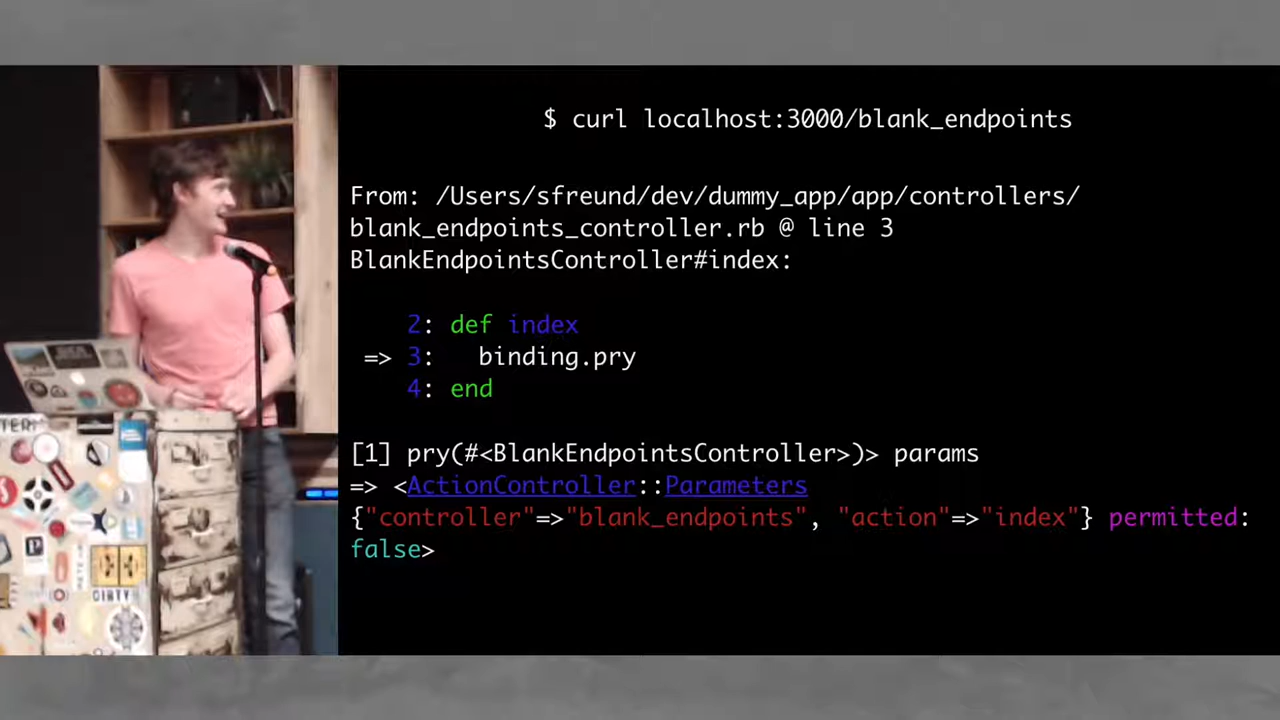 $ curl localhost:3000/blank_endpoints
From: /Users/sfreund/dev/dummy_app/app/controllers/
blank_endpoints_controller.rb @ line 3
BlankEndpointsController#index:
2: def index
=> 3: binding.pry
4: end
[1] pry(#<BlankEndpointsController>)> params
=> <ActionController::Parameters
{"controller"=>"blank_endpoints", "action"=>"index"} permitted:
false>
DIRTY